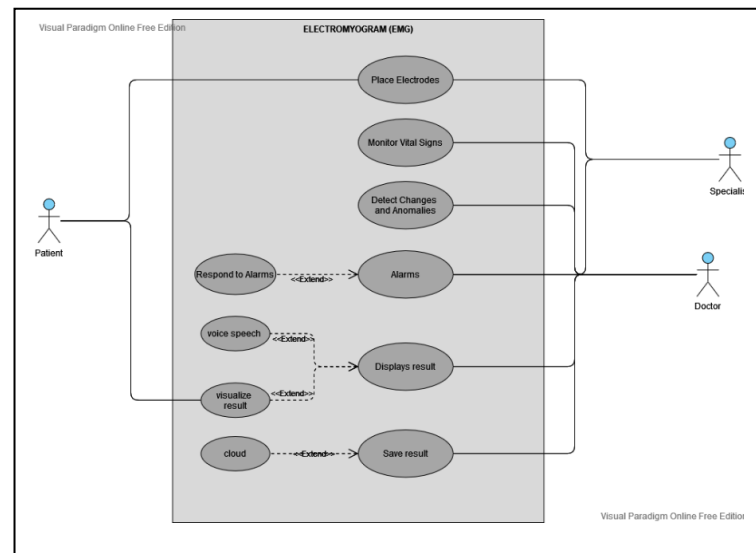 Visual Paradigm Online Free Edition
ELECTROMYOGRAM (EMG)
Place Electrodes
Monitor Vital Signs
Specialis
Detect Changes
and Anomalies
Patient
Respond to Alarms
<<Extend>>
Alarms
Doctor
voice speech
<<Extend>>
Displays result
visualize
result
<<Extend>>
cloud
<<Extend>>
Save result
Visual Paradigm Online Free Edition